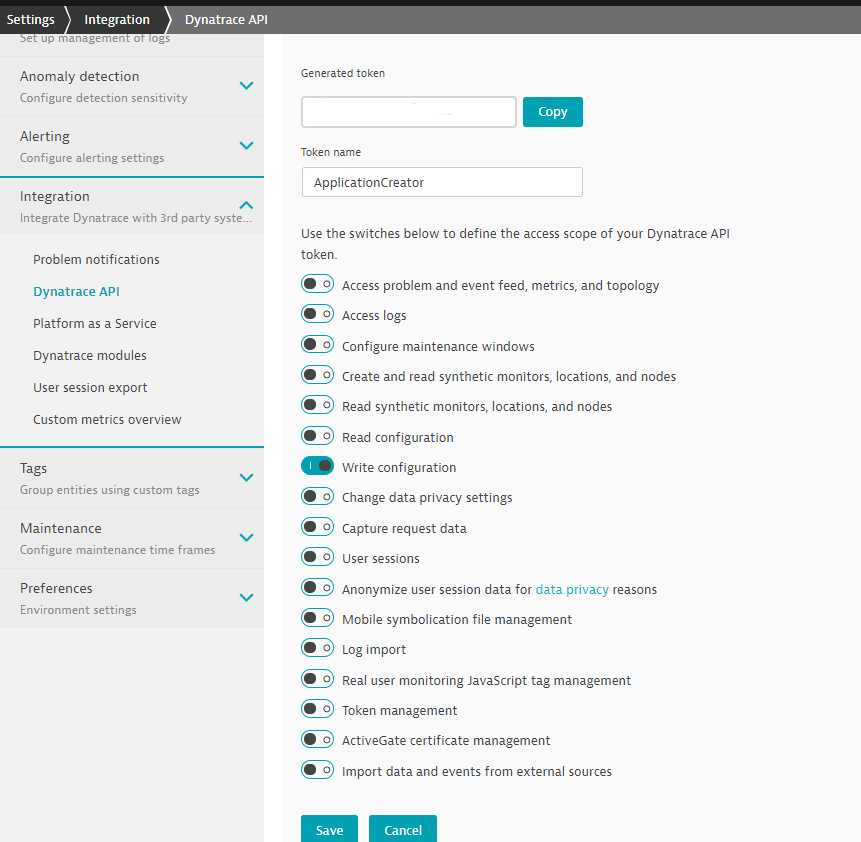 Settings
Integration
Dynatrace API
Set up management of logs
Anomaly detection
Configure detection sensitivity
Alerting
Configure alerting settings
Integration
Integrate Dynatrace with 3rd party syste...
Problem notifications
Dynatrace API
Platform as a Service
Dynatrace modules
User session export
Custom metrics overview
Tags
Group entities using custom tags
Maintenance
Configure maintenance time frames
Preferences
Environment settings
Generated token
Copy
Token name
ApplicationCreator
Use the switches below to define the access scope of your Dynatrace API
token.
Access problem and event feed, metrics, and topology
Access logs
Configure maintenance windows
Create and read synthetic monitors, locations, and nodes
Read synthetic monitors, locations, and nodes
Read configuration
Write configuration
Change data privacy settings
Capture request data
User sessions
Anonymize user session data for data privacy reasons
Mobile symbolication file management
Log import
Real user monitoring JavaScript tag management
Token management
ActiveGate certificate management
Import data and events from external sources
Save
Cancel